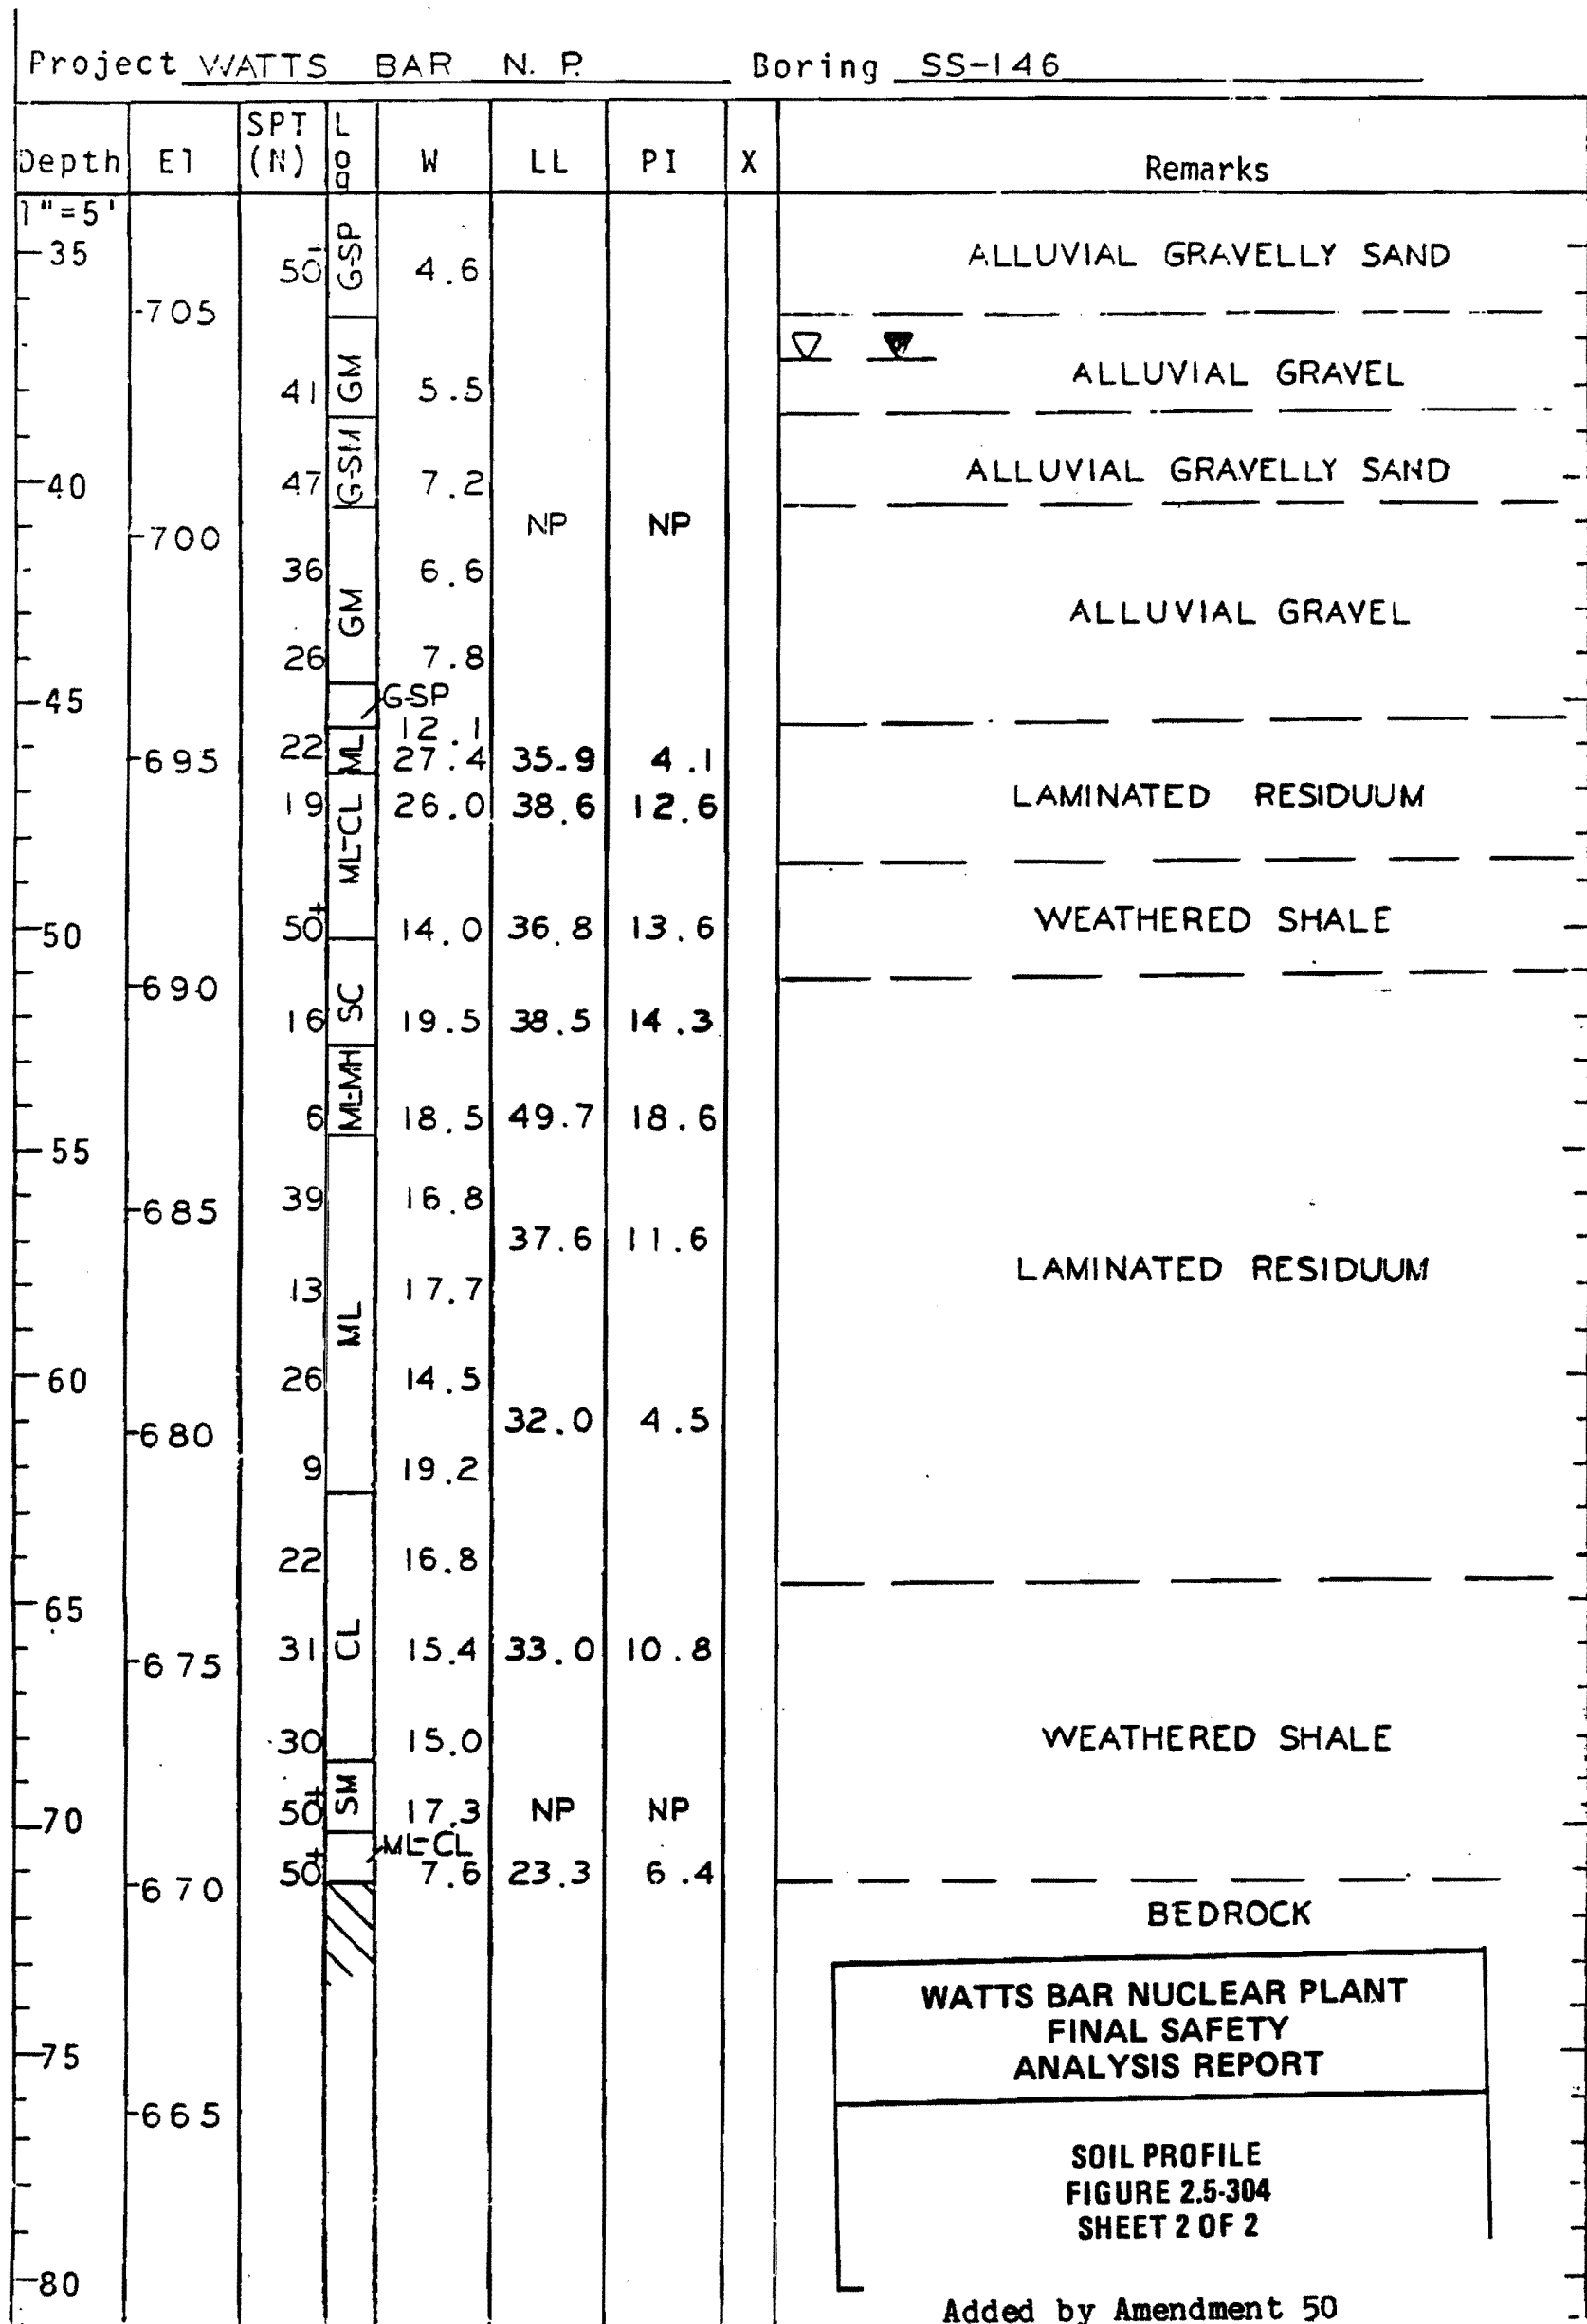 Project WATTS BAR N. P. Boring SS-146
Depth El SPT (N) Log W LL PI X Remarks
1"=5'
35 50 G-SP 4.6 ALLUVIAL GRAVELLY SAND
705
41 GM 5.5 ALLUVIAL GRAVEL
40 47 G-SM 7.2 ALLUVIAL GRAVELLY SAND
700 NP NP
36 6.6
GM ALLUVIAL GRAVEL
26 7.8
45 G-SP
12.1
695 22 ML 27.4 35.9 4.1
19 ML-CL 26.0 38.6 12.6 LAMINATED RESIDUUM
50 50+ 14.0 36.8 13.6 WEATHERED SHALE
690
16 SC 19.5 38.5 14.3
6 ML-MH 18.5 49.7 18.6
55
685 39 16.8
37.6 11.6 LAMINATED RESIDUUM
13 17.7
ML
60 26 14.5
680 32.0 4.5
9 19.2
22 16.8
65
675 31 CL 15.4 33.0 10.8
30 15.0 WEATHERED SHALE
70 50+ SM 17.3 NP NP
ML-CL
670 50+ 7.6 23.3 6.4
BEDROCK
WATTS BAR NUCLEAR PLANT
FINAL SAFETY
75 ANALYSIS REPORT
665
SOIL PROFILE
FIGURE 2.5-304
SHEET 2 OF 2
80
Added by Amendment 50